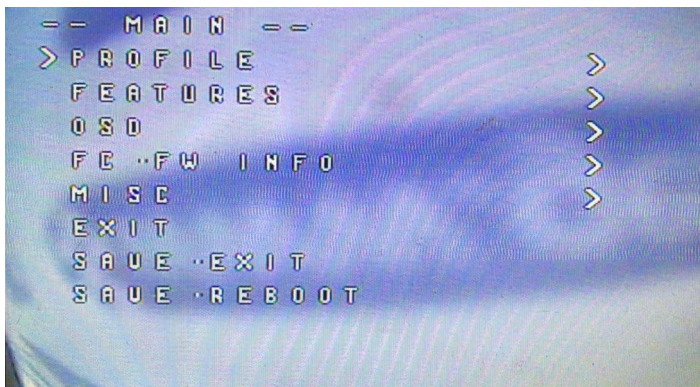 -- MAIN --
>PROFILE >
FEATURES >
OSD >
FC-FW INFO >
MISC >
EXIT
SAVE-EXIT
SAVE-REBOOT